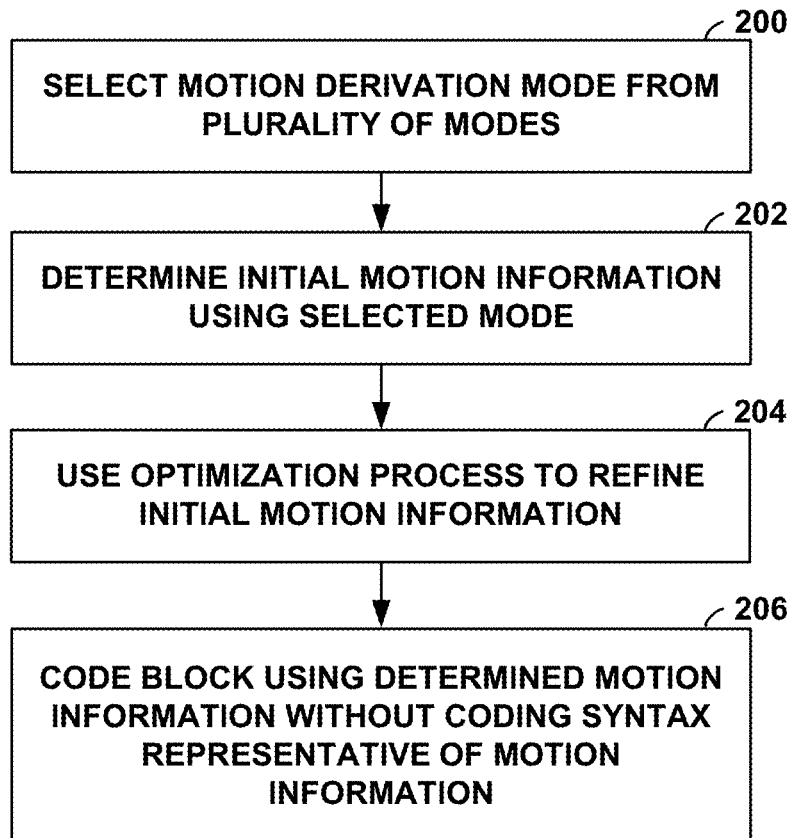 200
SELECT MOTION DERIVATION MODE FROM
PLURALITY OF MODES
202
DETERMINE INITIAL MOTION INFORMATION
USING SELECTED MODE
204
USE OPTIMIZATION PROCESS TO REFINE
INITIAL MOTION INFORMATION
206
CODE BLOCK USING DETERMINED MOTION
INFORMATION WITHOUT CODING SYNTAX
REPRESENTATIVE OF MOTION
INFORMATION